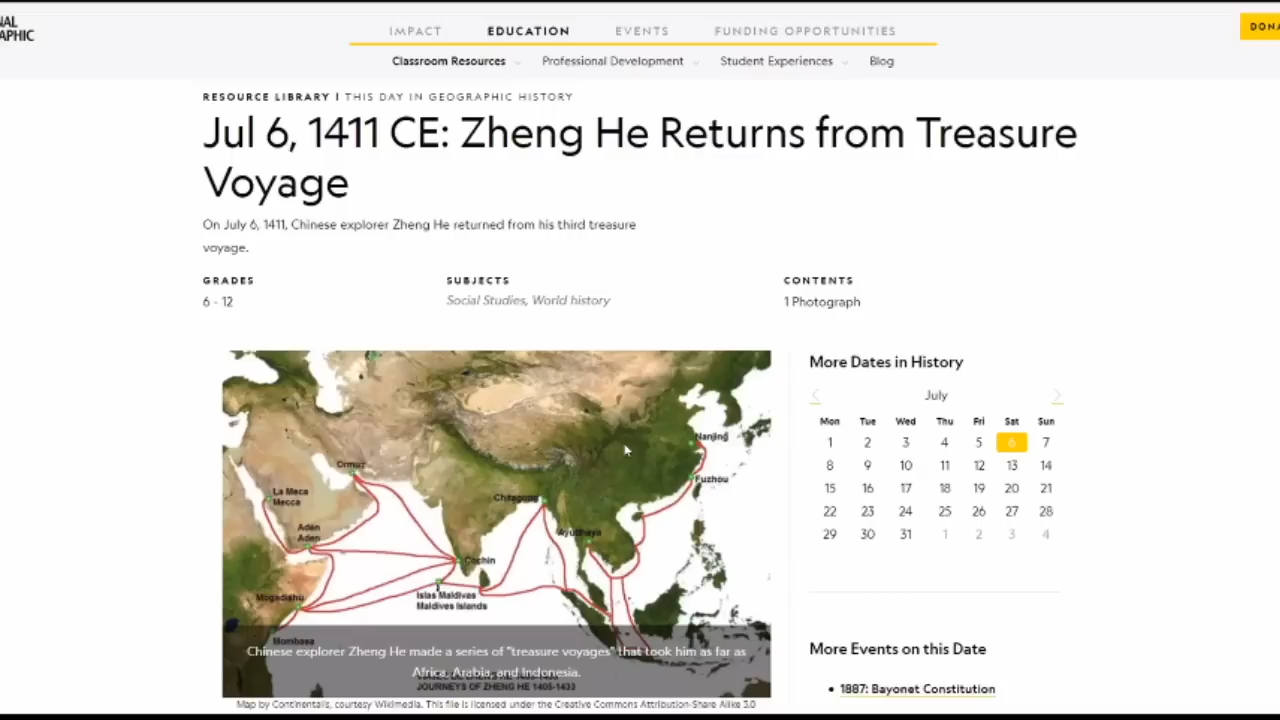 NAL
APHIC
IMPACT EDUCATION EVENTS FUNDING OPPORTUNITIES
DONA
Classroom Resources Professional Development Student Experiences Blog
RESOURCE LIBRARY | THIS DAY IN GEOGRAPHIC HISTORY
Jul 6, 1411 CE: Zheng He Returns from Treasure
Voyage
On July 6, 1411, Chinese explorer Zheng He returned from his third treasure
voyage.
GRADES SUBJECTS CONTENTS
6 - 12 Social Studies, World history 1 Photograph
Nanjing
Fuzhou
Ormuz
La Meca
Mecca
Chitagong
Adén
Aden
Ayutthaya
Cochin
Islas Maldivas
Maldives Islands
Mogadishu
Mombasa
Chinese explorer Zheng He made a series of "treasure voyages" that took him as far as
Africa, Arabia, and Indonesia.
JOURNEYS OF ZHENG HE 1405-1433
Map by Continentalis, courtesy Wikimedia. This file is licensed under the Creative Commons Attribution-Share Alike 3.0
More Dates in History
July
Mon Tue Wed Thu Fri Sat Sun
1 2 3 4 5 6 7
8 9 10 11 12 13 14
15 16 17 18 19 20 21
22 23 24 25 26 27 28
29 30 31 1 2 3 4
More Events on this Date
• 1887: Bayonet Constitution